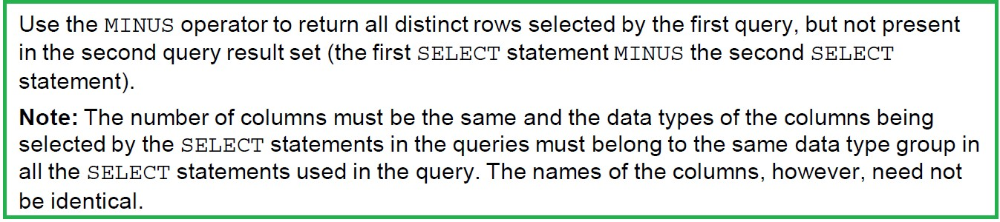 Use the MINUS operator to return all distinct rows selected by the first query, but not present
in the second query result set (the first SELECT statement MINUS the second SELECT
statement).
Note: The number of columns must be the same and the data types of the columns being
selected by the SELECT statements in the queries must belong to the same data type group in
all the SELECT statements used in the query. The names of the columns, however, need not
be identical.